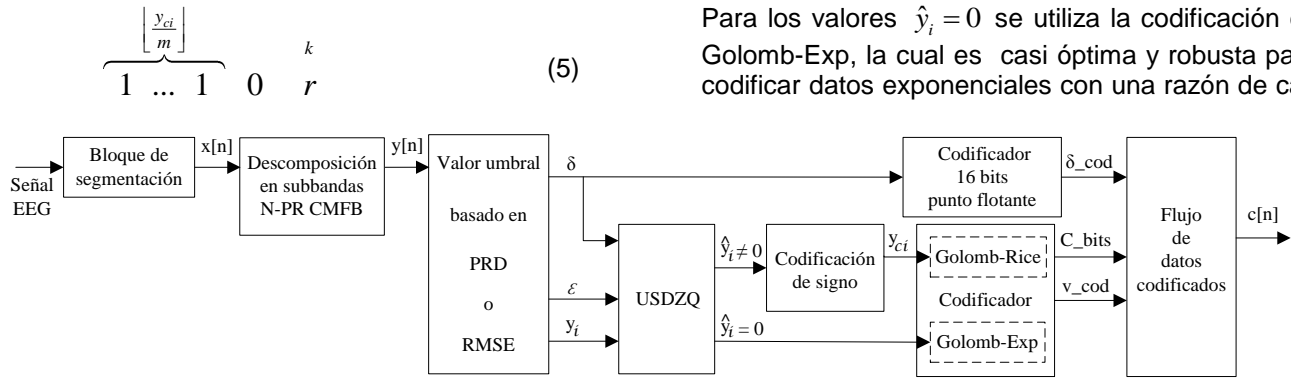 ⌊y_ci / m⌋
1 ... 1 0 r k
(5)
Para los valores ŷ_i = 0 se utiliza la codificación
Golomb-Exp, la cual es casi óptima y robusta
codificar datos exponenciales con una razón de
Señal
EEG
Bloque de
segmentación
x[n]
Descomposición
en subbandas
N-PR CMFB
y[n]
Valor umbral
basado en
PRD
o
RMSE
δ
ε
y_i
USDZQ
ŷ_i ≠ 0
ŷ_i = 0
Codificación
de signo
y_ci
Codificador
16 bits
punto flotante
Golomb-Rice
Codificador
Golomb-Exp
δ_cod
C_bits
v_cod
Flujo
de
datos
codificados
c[n]